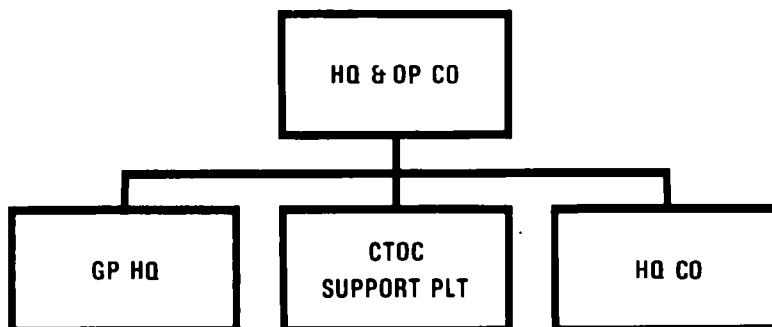 HQ & OP CO
GP HQ
CTOC
SUPPORT PLT
HQ CO